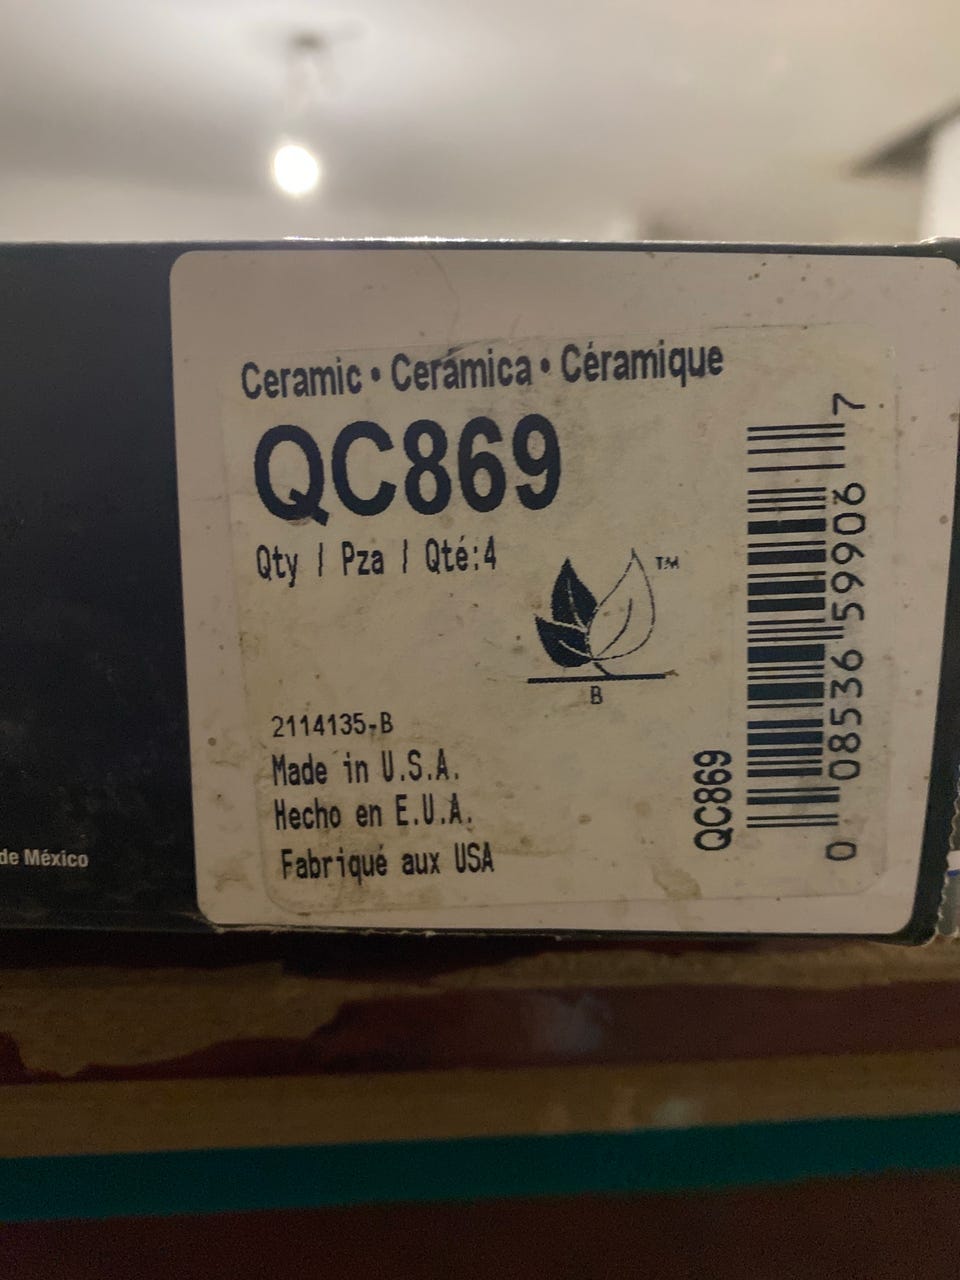 Ceramic • Cerámica • Céramique
QC869
Qty / Pza / Qté:4
TM
B
2114135-B
Made in U.S.A.
Hecho en E.U.A.
Fabriqué aux USA
QC869
0 08536 59906 7
de México